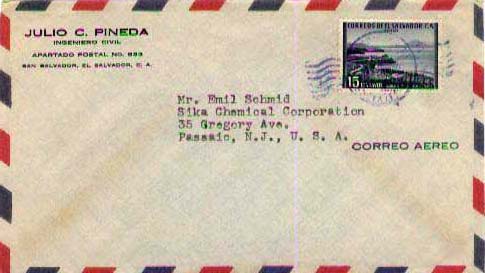 JULIO C. PINEDA
INGENIERO CIVIL
APARTADO POSTAL NO. 693
SAN SALVADOR, EL SALVADOR, C. A.
CORREOS DE EL SALVADOR, C.A.
15
Mr. Emil Schmid
Sika Chemical Corporation
35 Gregory Ave.
Passaic, N.J., U. S. A.
CORREO AEREO